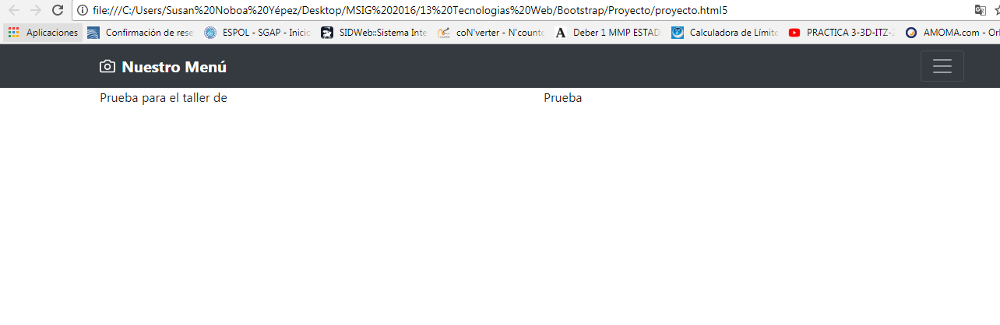 file:///C:/Users/Susan%20Noboa%20Yépez/Desktop/MSIG%202016/13%20Tecnologias%20Web/Bootstrap/Proyecto/proyecto.html5
Aplicaciones Confirmación de rese ESPOL - SGAP - Inicio SIDWeb::Sistema Inte coN'verter - N'counte Deber 1 MMP ESTAD Calculadora de Límite PRACTICA 3-3D-ITZ-2 AMOMA.com - Orl
Nuestro Menú
Prueba para el taller de Prueba